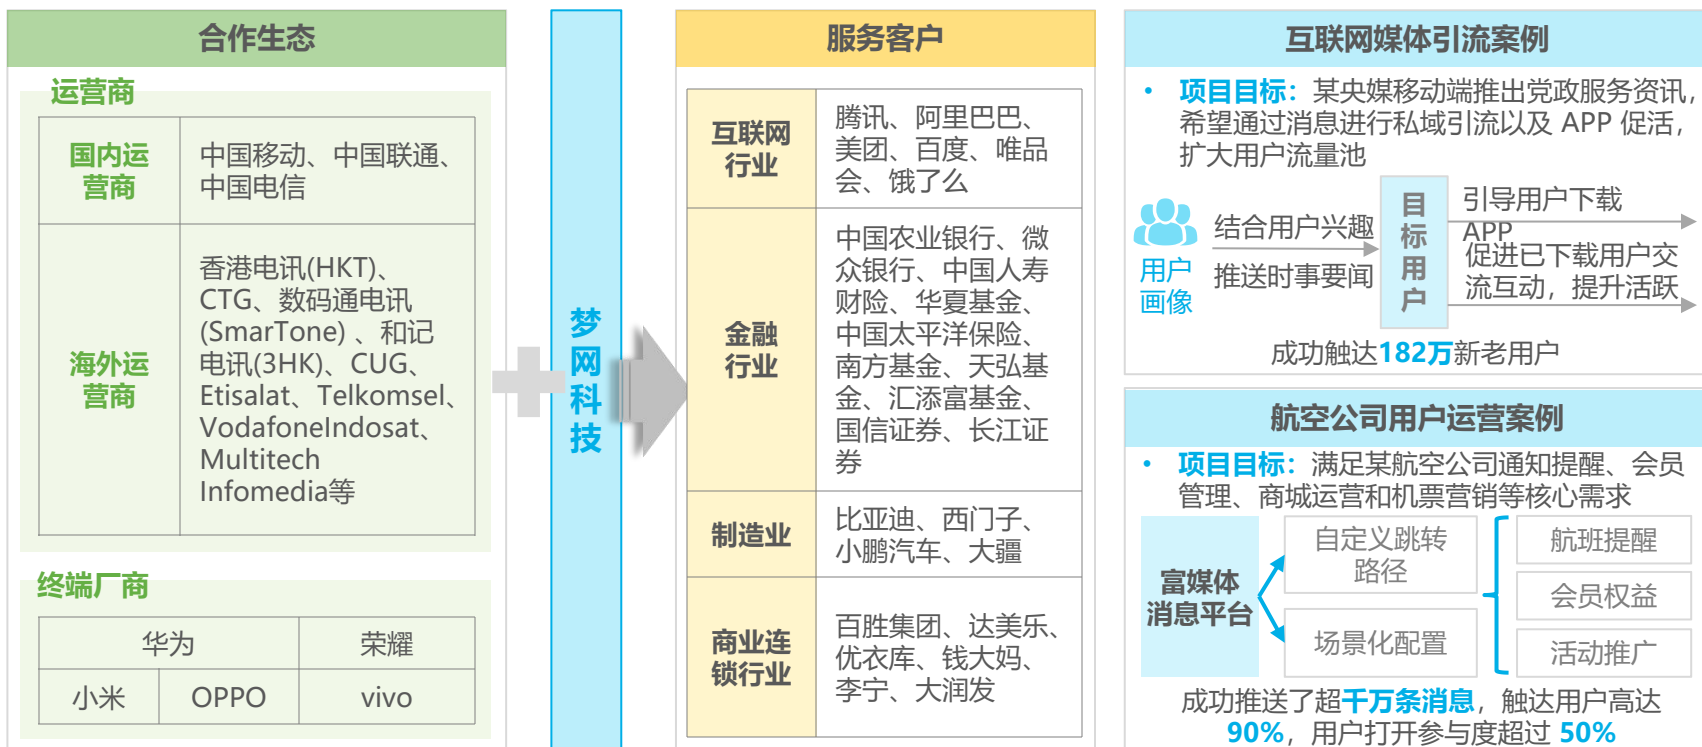 合作生态
运营商
国内运
营商
中国移动、中国联通、
中国电信
海外运
营商
香港电讯(HKT)、
CTG、数码通电讯
(SmarTone) 、和记
电讯(3HK)、CUG、
Etisalat、Telkomsel、
VodafoneIndosat、
Multitech
Infomedia等
终端厂商
华为
荣耀
小米
OPPO
vivo
梦
网
科
技
服务客户
互联网
行业
腾讯、阿里巴巴、
美团、百度、唯品
会、饿了么
金融
行业
中国农业银行、微
众银行、中国人寿
财险、华夏基金、
中国太平洋保险、
南方基金、天弘基
金、汇添富基金、
国信证券、长江证
券
制造业
比亚迪、西门子、
小鹏汽车、大疆
商业连
锁行业
百胜集团、达美乐、
优衣库、钱大妈、
李宁、大润发
互联网媒体引流案例
• 项目目标：某央媒移动端推出党政服务资讯，
希望通过消息进行私域引流以及 APP 促活，
扩大用户流量池
用户
画像
结合用户兴趣
推送时事要闻
目
标
用
户
引导用户下载
APP
促进已下载用户交
流互动，提升活跃
成功触达182万新老用户
航空公司用户运营案例
• 项目目标：满足某航空公司通知提醒、会员
管理、商城运营和机票营销等核心需求
富媒体
消息平台
自定义跳转
路径
场景化配置
航班提醒
会员权益
活动推广
成功推送了超千万条消息，触达用户高达
90%，用户打开参与度超过 50%